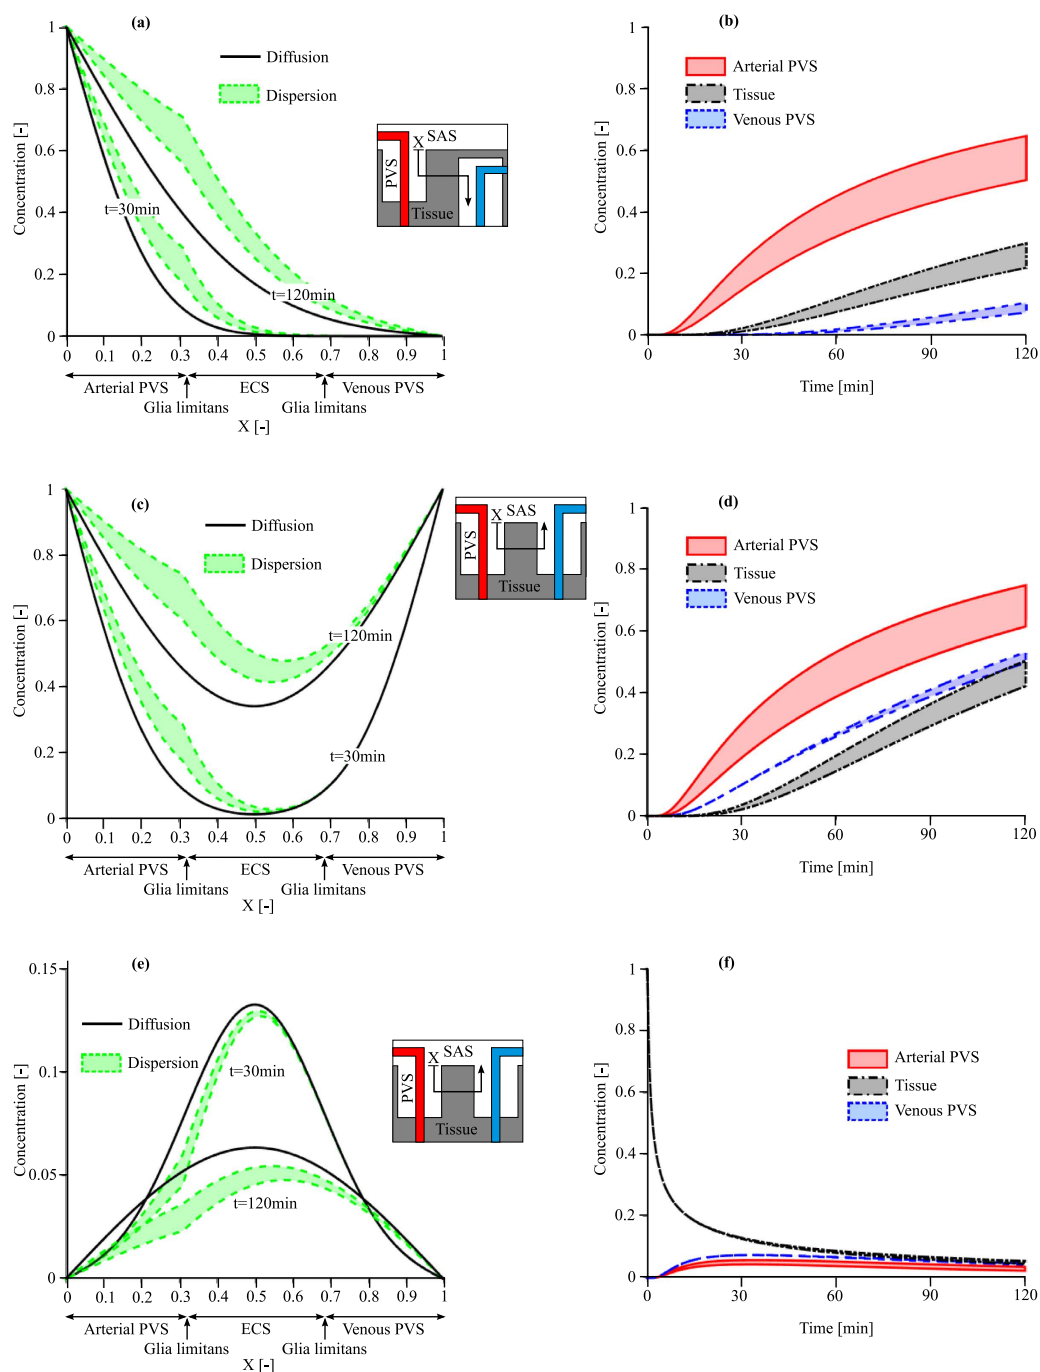 (a)
1
0.8
0.6
0.4
0.2
0
Concentration [-]
Diffusion
Dispersion
t=30min
t=120min
X
SAS
PVS
Tissue
0 0.1 0.2 0.3 0.4 0.5 0.6 0.7 0.8 0.9 1
Arterial PVS ECS Venous PVS
Glia limitans Glia limitans
X [-]
(b)
1
0.8
0.6
0.4
0.2
0
Concentration [-]
Arterial PVS
Tissue
Venous PVS
0 30 60 90 120
Time [min]
(c)
1
0.8
0.6
0.4
0.2
0
Concentration [-]
Diffusion
Dispersion
t=120min
t=30min
X
SAS
PVS
Tissue
0 0.1 0.2 0.3 0.4 0.5 0.6 0.7 0.8 0.9 1
Arterial PVS ECS Venous PVS
Glia limitans Glia limitans
X [-]
(d)
1
0.8
0.6
0.4
0.2
0
Concentration [-]
Arterial PVS
Tissue
Venous PVS
0 30 60 90 120
Time [min]
(e)
0.15
0.1
0.05
0
Concentration [-]
Diffusion
Dispersion
t=30min
t=120min
X
SAS
PVS
Tissue
0 0.1 0.2 0.3 0.4 0.5 0.6 0.7 0.8 0.9 1
Arterial PVS ECS Venous PVS
Glia limitans Glia limitans
X [-]
(f)
1
0.8
0.6
0.4
0.2
0
Concentration [-]
Arterial PVS
Tissue
Venous PVS
0 30 60 90 120
Time [min]